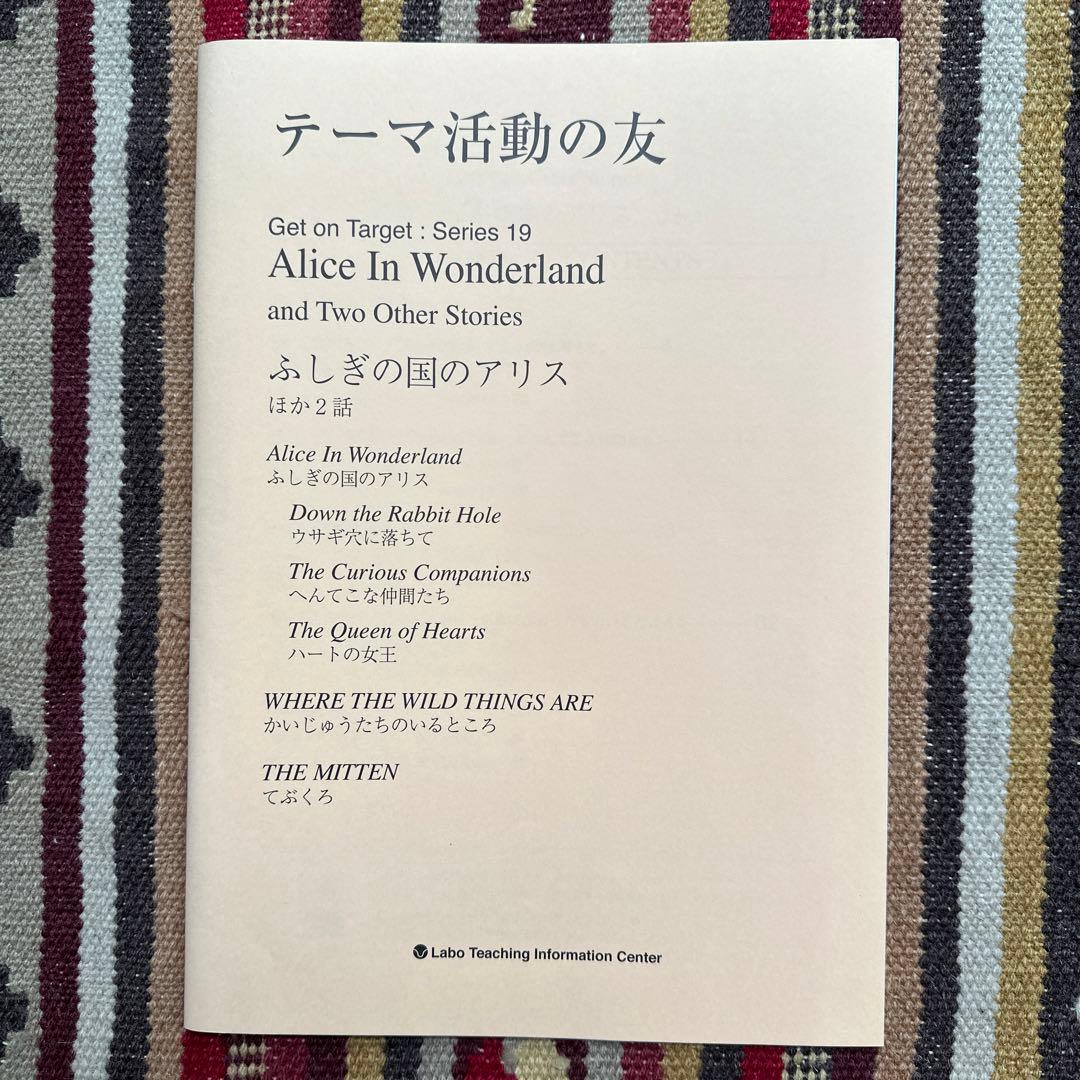 テーマ活動の友
Get on Target : Series 19
Alice In Wonderland
and Two Other Stories
ふしぎの国のアリス
ほか2話
Alice In Wonderland
ふしぎの国のアリス
Down the Rabbit Hole
ウサギ穴に落ちて
The Curious Companions
へんてこな仲間たち
The Queen of Hearts
ハートの女王
WHERE THE WILD THINGS ARE
かいじゅうたちのいるところ
THE MITTEN
てぶくろ
Labo Teaching Information Center